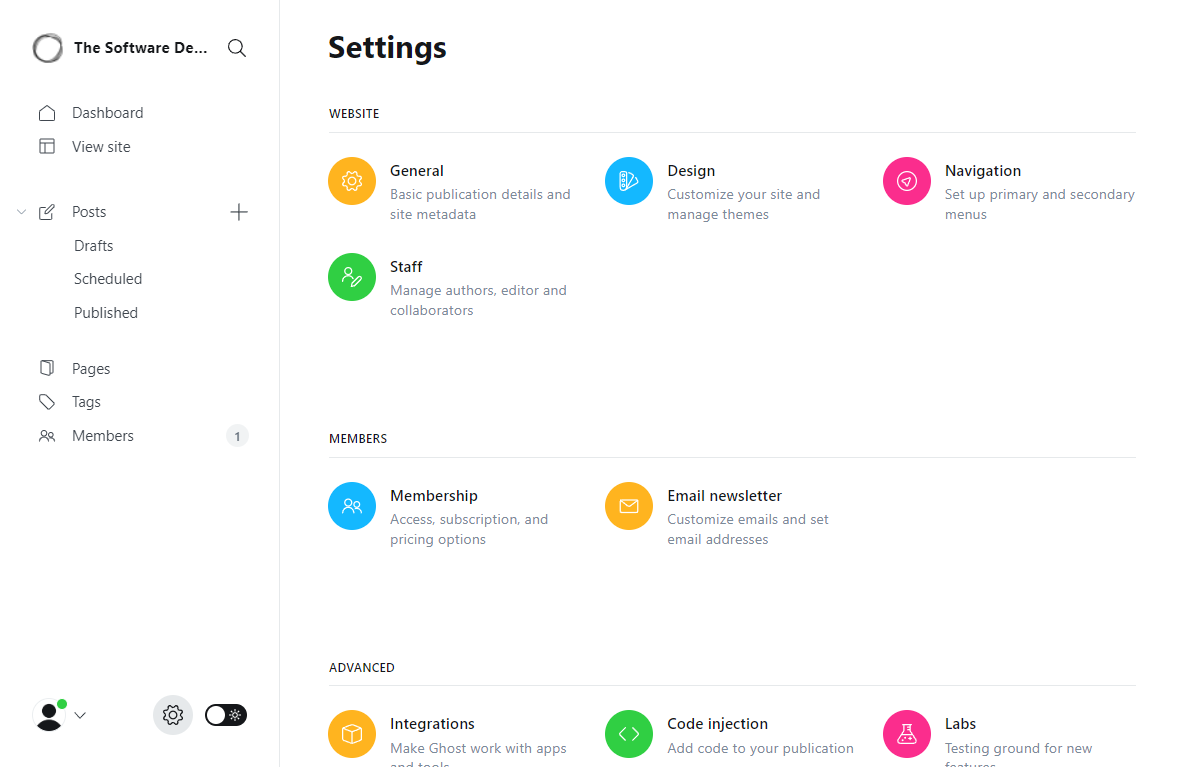 The Software De...
Dashboard
View site
Posts
Drafts
Scheduled
Published
Pages
Tags
Members 1
Settings
WEBSITE
General
Basic publication details and
site metadata
Design
Customize your site and
manage themes
Navigation
Set up primary and secondary
menus
Staff
Manage authors, editor and
collaborators
MEMBERS
Membership
Access, subscription, and
pricing options
Email newsletter
Customize emails and set
email addresses
ADVANCED
Integrations
Make Ghost work with apps
and tools
Code injection
Add code to your publication
Labs
Testing ground for new
features